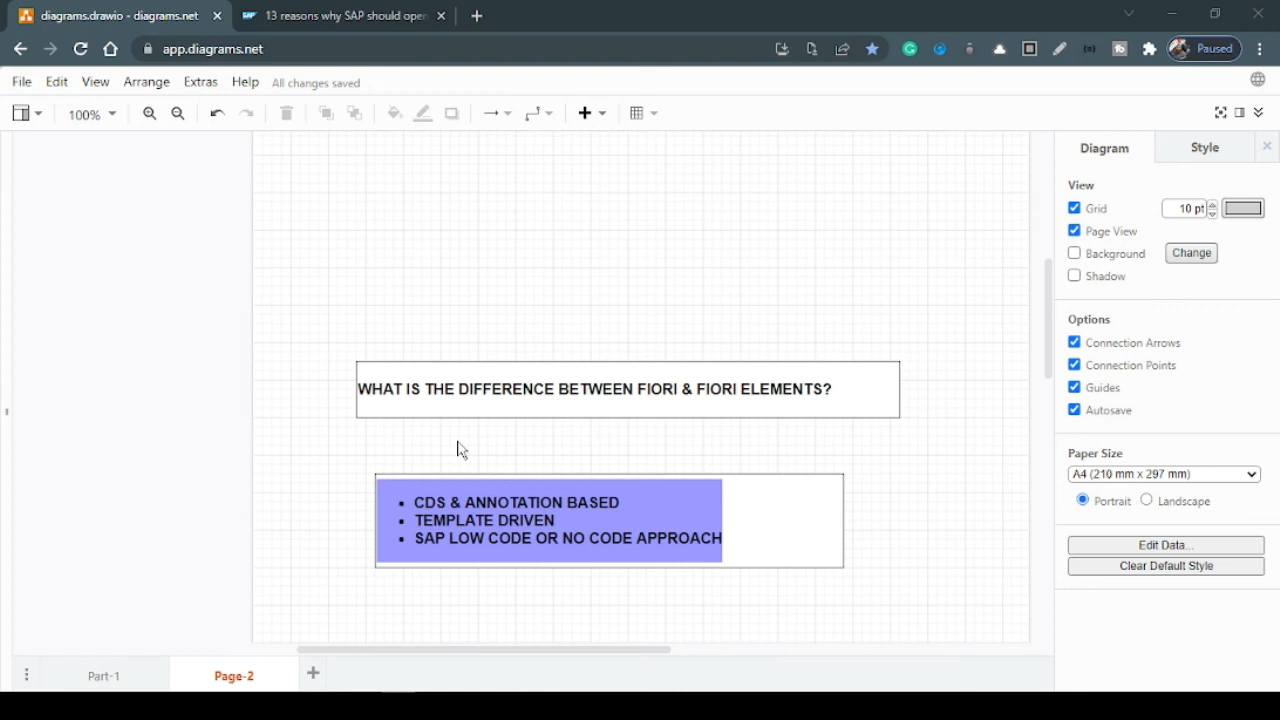 diagrams.drawio - diagrams.net
13 reasons why SAP should open
app.diagrams.net
Paused
File Edit View Arrange Extras Help All changes saved
100%
Diagram Style
View
Grid 10 pt
Page View
Background Change
Shadow
Options
Connection Arrows
Connection Points
Guides
Autosave
Paper Size
A4 (210 mm x 297 mm)
Portrait Landscape
Edit Data...
Clear Default Style
WHAT IS THE DIFFERENCE BETWEEN FIORI & FIORI ELEMENTS?
• CDS & ANNOTATION BASED
• TEMPLATE DRIVEN
• SAP LOW CODE OR NO CODE APPROACH
Part-1 Page-2